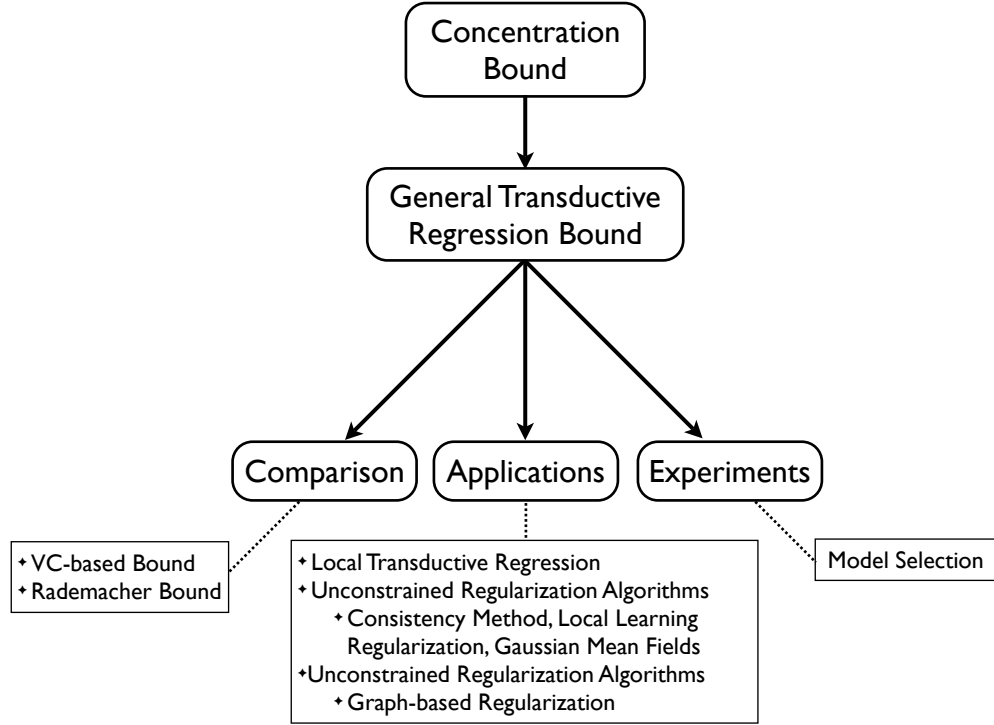 Concentration
Bound
General Transductive
Regression Bound
Comparison
Applications
Experiments
✦ VC-based Bound
✦ Rademacher Bound
✦ Local Transductive Regression
✦ Unconstrained Regularization Algorithms
✦ Consistency Method, Local Learning
Regularization, Gaussian Mean Fields
✦ Unconstrained Regularization Algorithms
✦ Graph-based Regularization
Model Selection